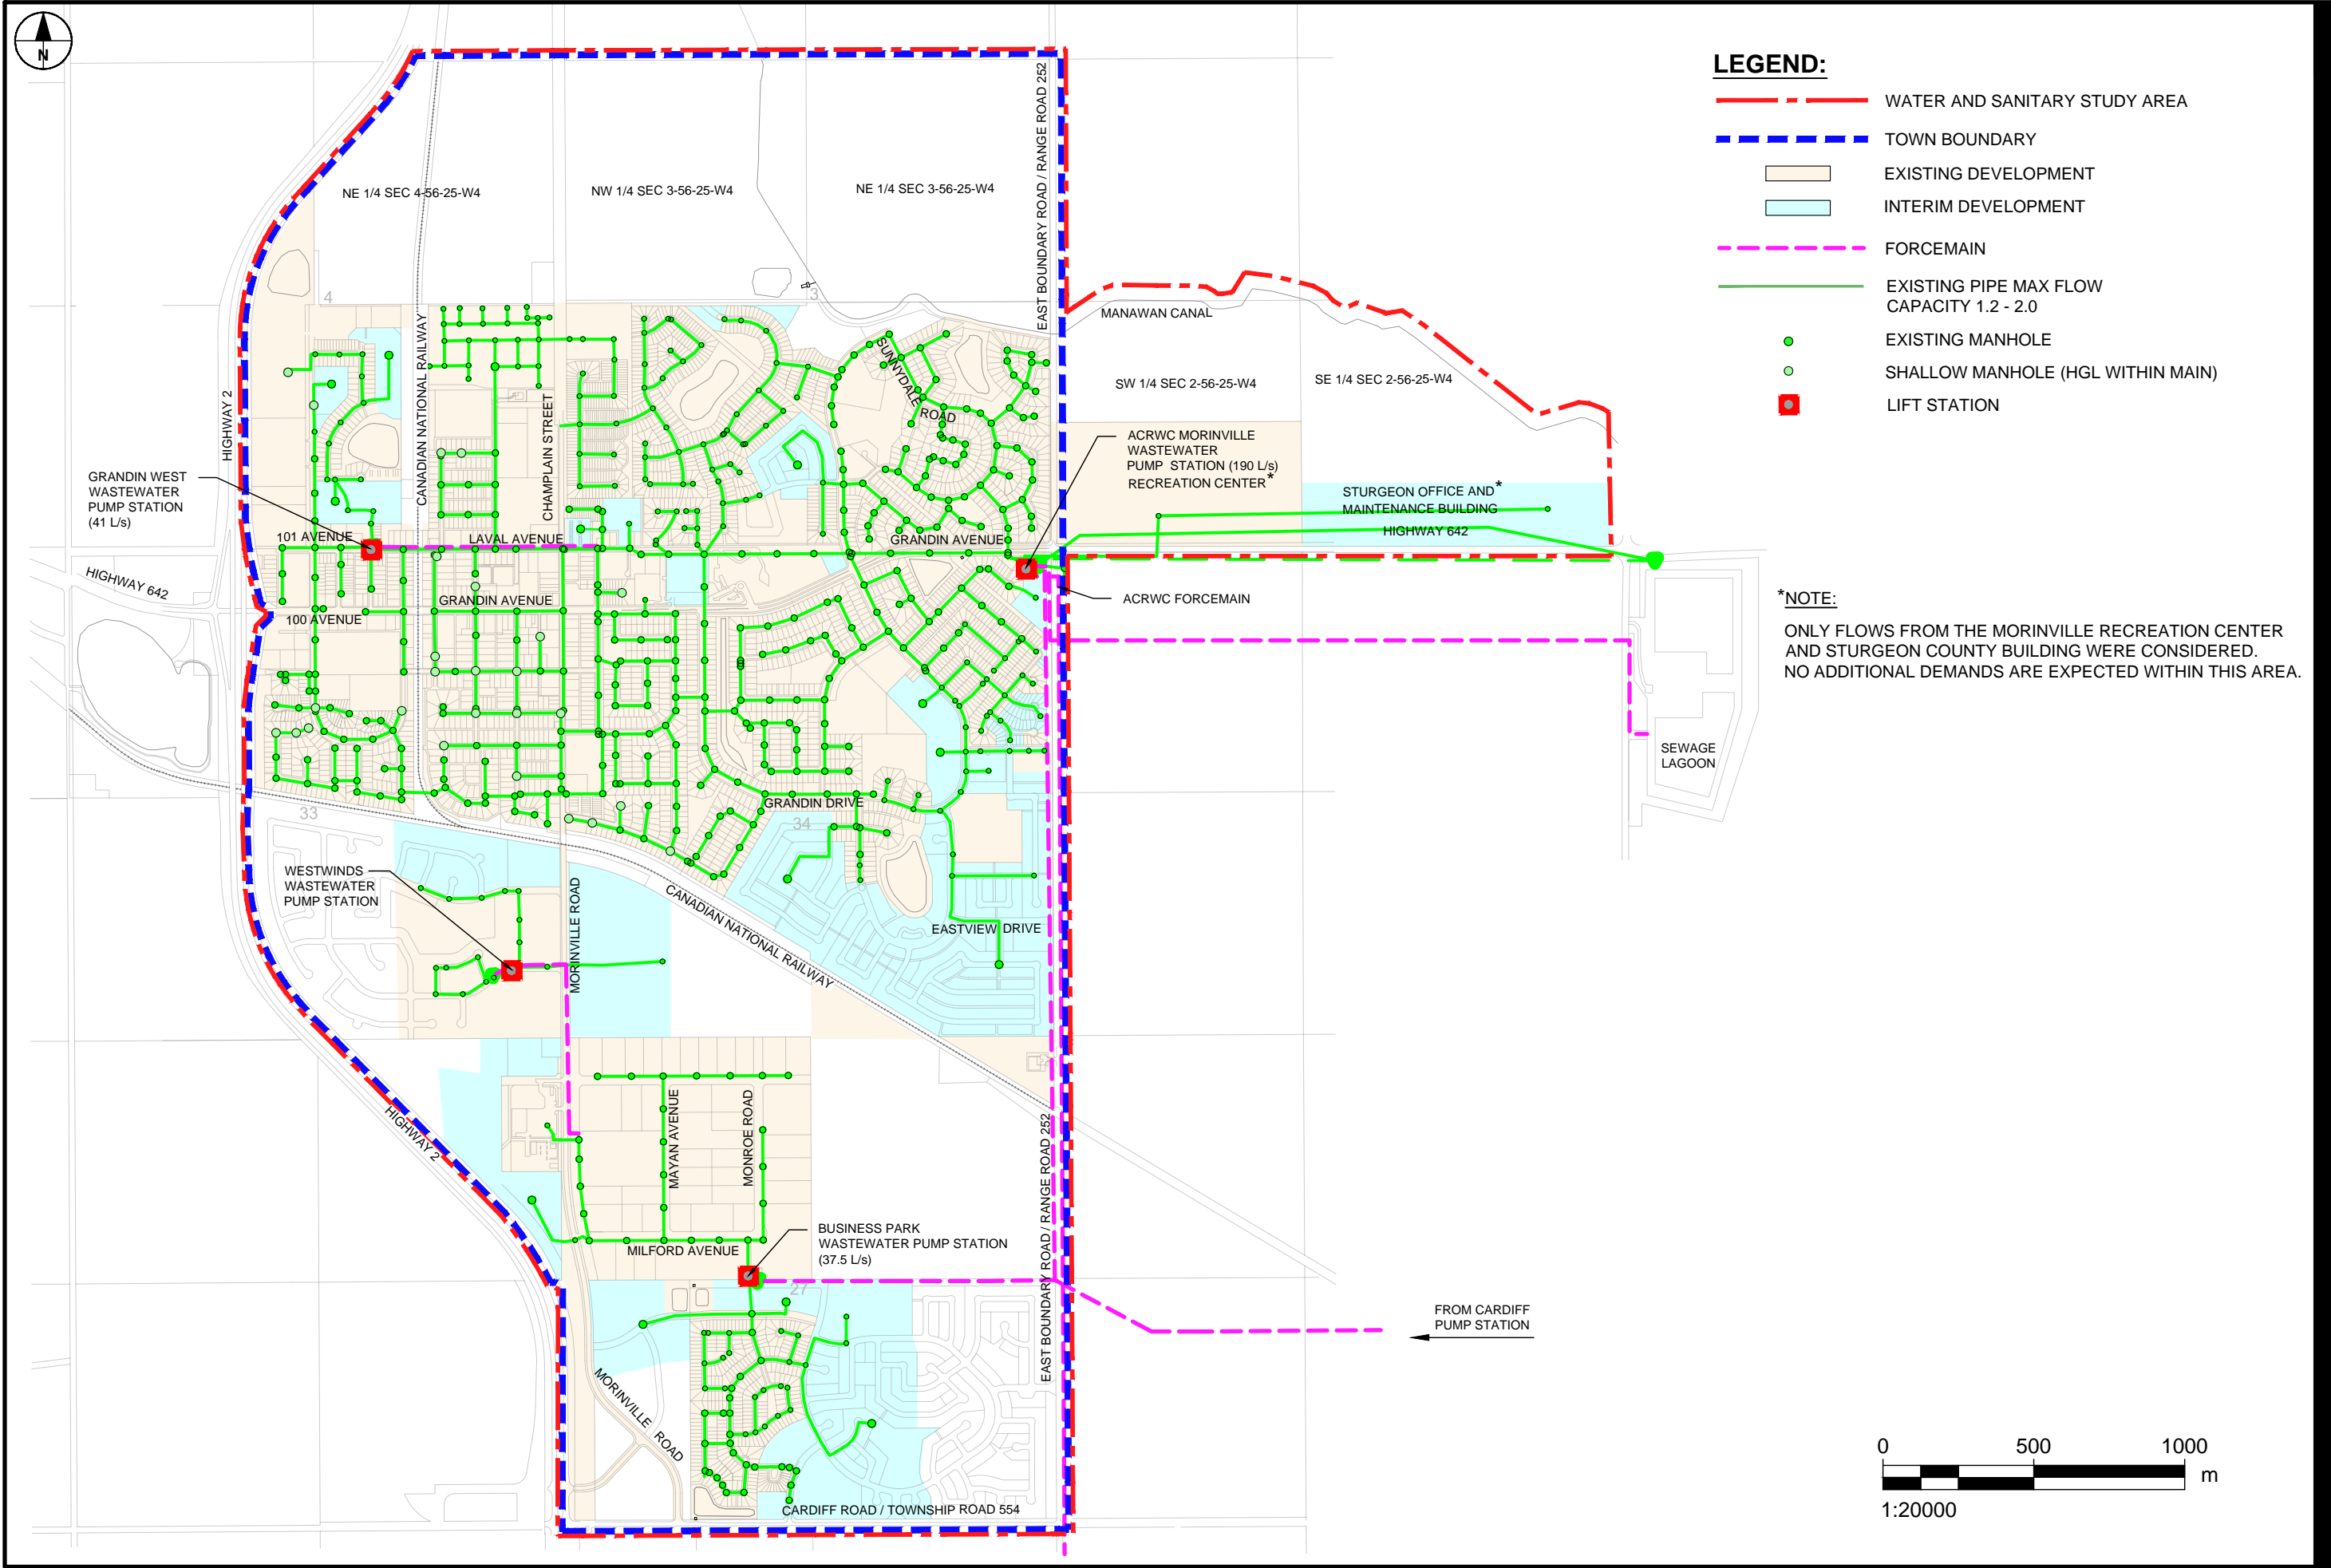 N
LEGEND:
WATER AND SANITARY STUDY AREA
TOWN BOUNDARY
EXISTING DEVELOPMENT
INTERIM DEVELOPMENT
FORCEMAIN
EXISTING PIPE MAX FLOW
CAPACITY 1.2 - 2.0
EXISTING MANHOLE
SHALLOW MANHOLE (HGL WITHIN MAIN)
LIFT STATION
NE 1/4 SEC 4-56-25-W4
NW 1/4 SEC 3-56-25-W4
NE 1/4 SEC 3-56-25-W4
EAST BOUNDARY ROAD / RANGE ROAD 252
4
3
MANAWAN CANAL
SW 1/4 SEC 2-56-25-W4
SE 1/4 SEC 2-56-25-W4
HIGHWAY 2
CANADIAN NATIONAL RAILWAY
CHAMPLAIN STREET
SUNNYDALE
ROAD
ACRWC MORINVILLE
WASTEWATER
PUMP STATION (190 L/s)
RECREATION CENTER*
GRANDIN WEST
WASTEWATER
PUMP STATION
(41 L/s)
STURGEON OFFICE AND*
MAINTENANCE BUILDING
HIGHWAY 642
101 AVENUE
LAVAL AVENUE
GRANDIN AVENUE
HIGHWAY 642
GRANDIN AVENUE
100 AVENUE
ACRWC FORCEMAIN
*NOTE:
ONLY FLOWS FROM THE MORINVILLE RECREATION CENTER
AND STURGEON COUNTY BUILDING WERE CONSIDERED.
NO ADDITIONAL DEMANDS ARE EXPECTED WITHIN THIS AREA.
SEWAGE
LAGOON
GRANDIN DRIVE
33
34
WESTWINDS
WASTEWATER
PUMP STATION
MORINVILLE ROAD
CANADIAN NATIONAL RAILWAY
EASTVIEW DRIVE
HIGHWAY 2
MAYAN AVENUE
MONROE ROAD
EAST BOUNDARY ROAD / RANGE ROAD 252
BUSINESS PARK
WASTEWATER PUMP STATION
(37.5 L/s)
MILFORD AVENUE
27
FROM CARDIFF
PUMP STATION
MORINVILLE ROAD
CARDIFF ROAD / TOWNSHIP ROAD 554
0 500 1000
m
1:20000